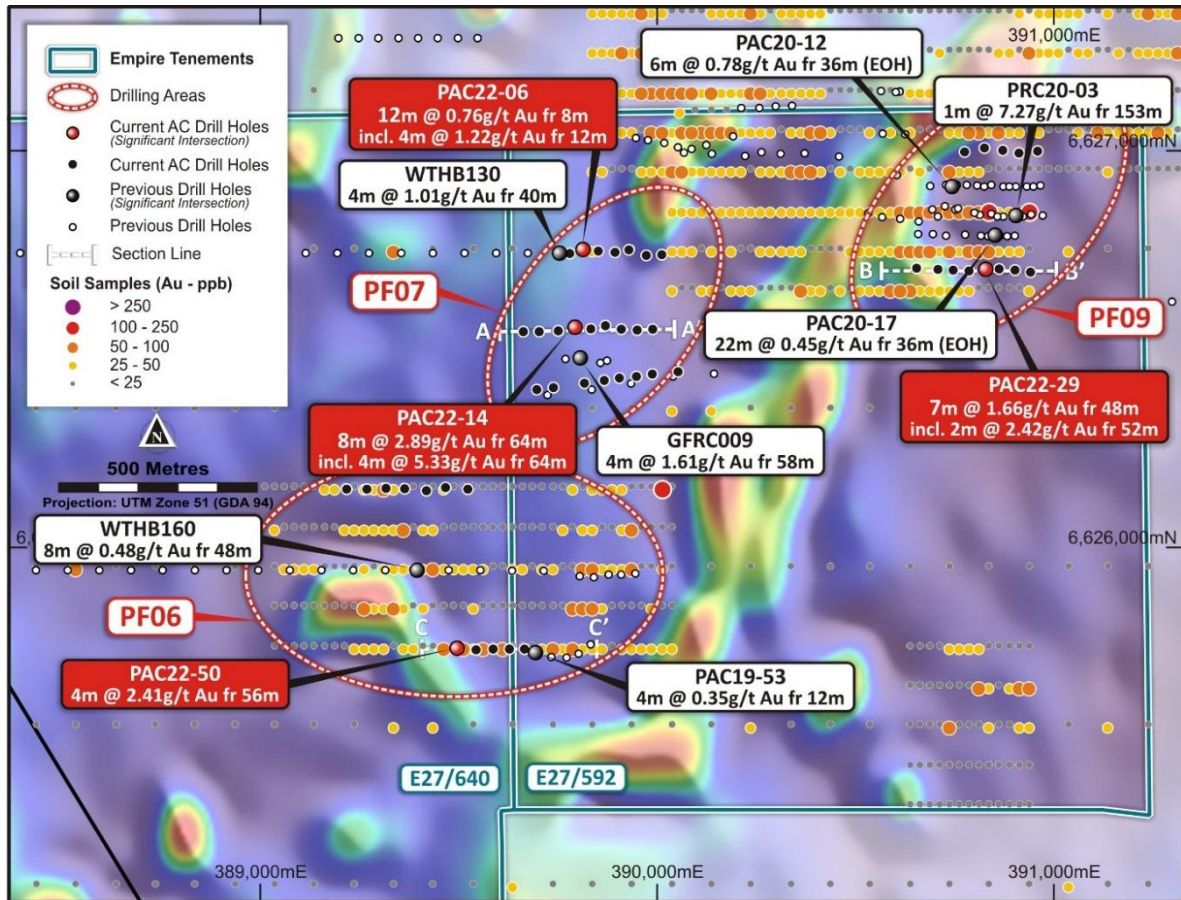 Empire Tenements
Drilling Areas
Current AC Drill Holes
(Significant Intersection)
Current AC Drill Holes
Previous Drill Holes
(Significant Intersection)
Previous Drill Holes
Section Line
Soil Samples (Au - ppb)
> 250
100 - 250
50 - 100
25 - 50
< 25
N
500 Metres
Projection: UTM Zone 51 (GDA 94)
391,000mE
PAC20-12
6m @ 0.78g/t Au fr 36m (EOH)
PRC20-03
1m @ 7.27g/t Au fr 153m
PAC22-06
12m @ 0.76g/t Au fr 8m
incl. 4m @ 1.22g/t Au fr 12m
6,627,000mN
WTHB130
4m @ 1.01g/t Au fr 40m
PF07
B
B'
A
A'
PF09
PAC20-17
22m @ 0.45g/t Au fr 36m (EOH)
PAC22-29
7m @ 1.66g/t Au fr 48m
incl. 2m @ 2.42g/t Au fr 52m
PAC22-14
8m @ 2.89g/t Au fr 64m
incl. 4m @ 5.33g/t Au fr 64m
GFRC009
4m @ 1.61g/t Au fr 58m
WTHB160
8m @ 0.48g/t Au fr 48m
6,626,000mN
PF06
C
C'
PAC22-50
4m @ 2.41g/t Au fr 56m
PAC19-53
4m @ 0.35g/t Au fr 12m
E27/640
E27/592
389,000mE
390,000mE
391,000mE